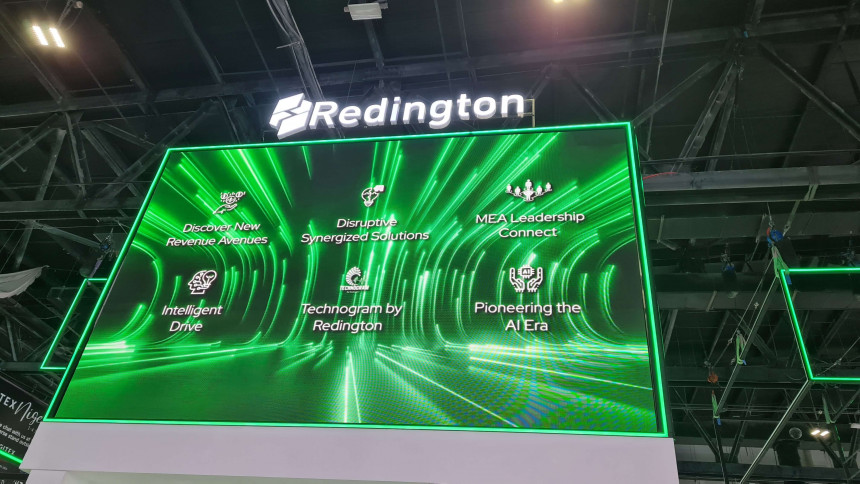 Redington
Discover New
Revenue Avenues
Disruptive
Synergized Solutions
MEA Leadership
Connect
Intelligent
Drive
TECHNOGRAM
Technogram by
Redington
AI
Pioneering the
AI Era